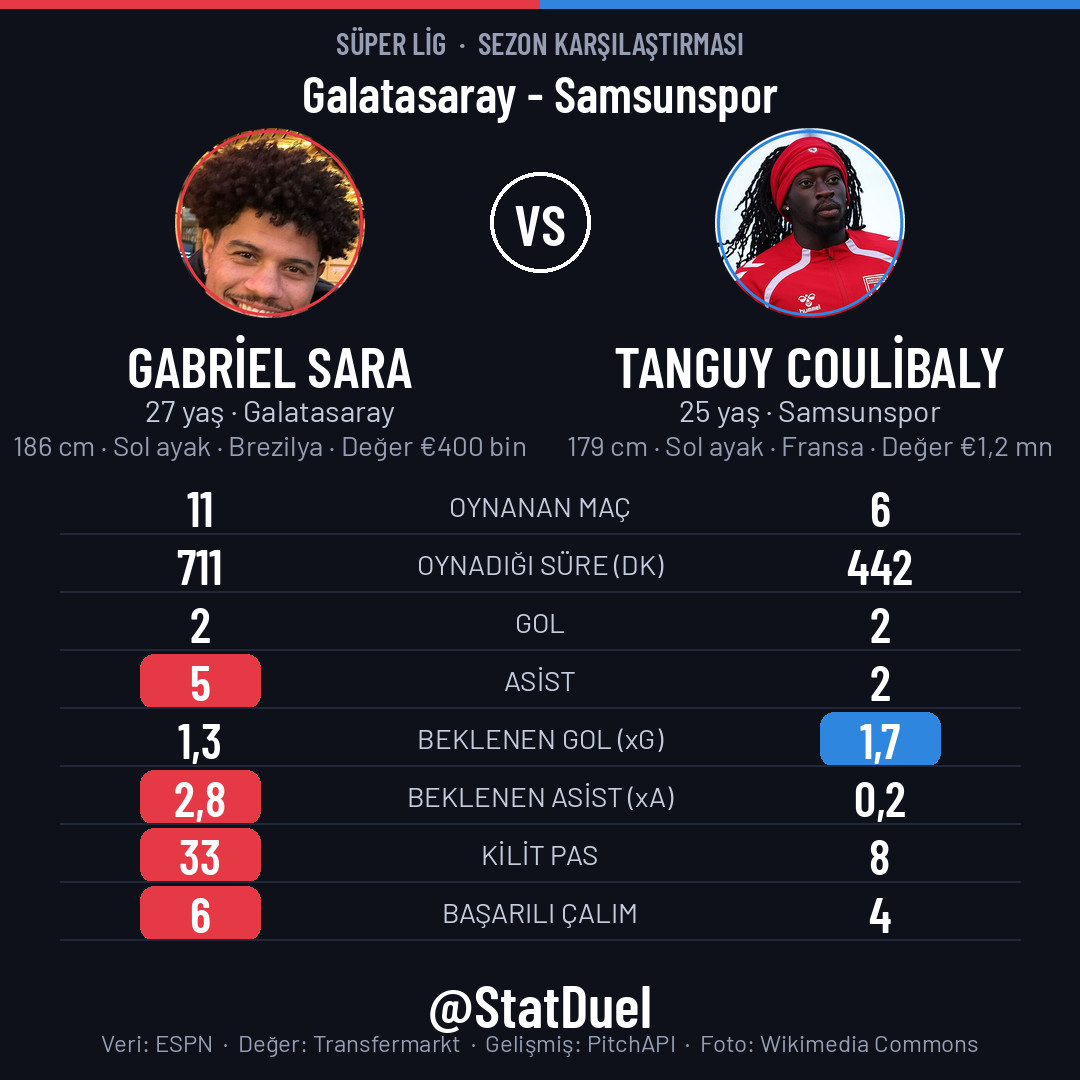 SÜPER LİG · SEZON KARŞILAŞTIRMASI
Galatasaray - Samsunspor
VS
hummel
GABRİEL SARA
27 yaş · Galatasaray
186 cm · Sol ayak · Brezilya · Değer €400 bin
TANGUY COULİBALY
25 yaş · Samsunspor
179 cm · Sol ayak · Fransa · Değer €1,2 mn
11 OYNANAN MAÇ 6
711 OYNADIĞI SÜRE (DK) 442
2 GOL 2
5 ASİST 2
1,3 BEKLENEN GOL (xG) 1,7
2,8 BEKLENEN ASİST (xA) 0,2
33 KİLİT PAS 8
6 BAŞARILI ÇALIM 4
@StatDuel
Veri: ESPN · Değer: Transfermarkt · Gelişmiş: PitchAPI · Foto: Wikimedia Commons